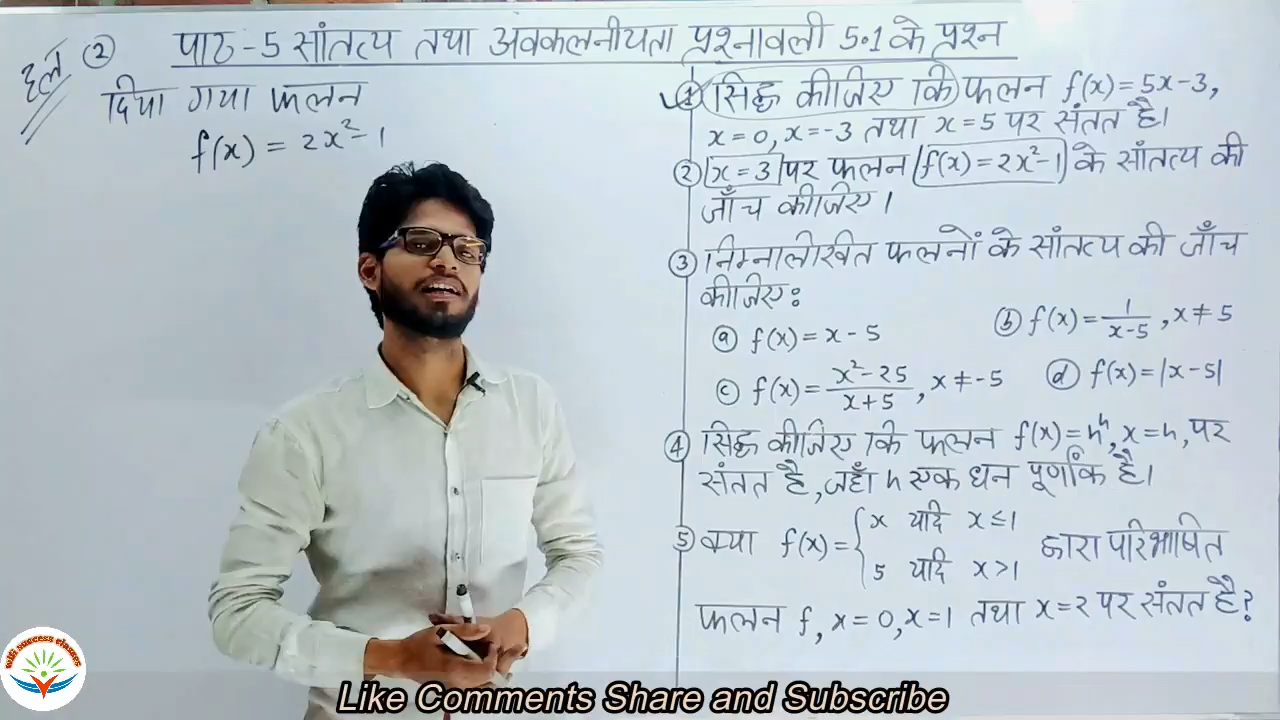 पाठ-5 सांतत्य तथा अवकलनीयता प्रश्नावली 5.1 के प्रश्न
हल ②
दिया गया फलन
f(x) = 2x²-1
① सिद्ध कीजिए कि फलन f(x)=5x-3,
x=0, x=-3 तथा x=5 पर संतत है।
② x=3 पर फलन f(x)=2x²-1 के सांतत्य की
जाँच कीजिए।
③ निम्नलिखित फलनों के सांतत्य की जाँच
कीजिए:
ⓐ f(x)=x-5
ⓑ f(x)=1/(x-5), x≠5
ⓒ f(x)=(x²-25)/(x+5), x≠-5
ⓓ f(x)=|x-5|
④ सिद्ध कीजिए कि फलन f(x)=nⁿ, x=n, पर
संतत है, जहाँ n एक धन पूर्णांक है।
⑤ क्या f(x)={x यदि x≤1
5 यदि x>1 द्वारा परिभाषित
फलन f, x=0, x=1 तथा x=2 पर संतत है?
success classes
Like Comments Share and Subscribe